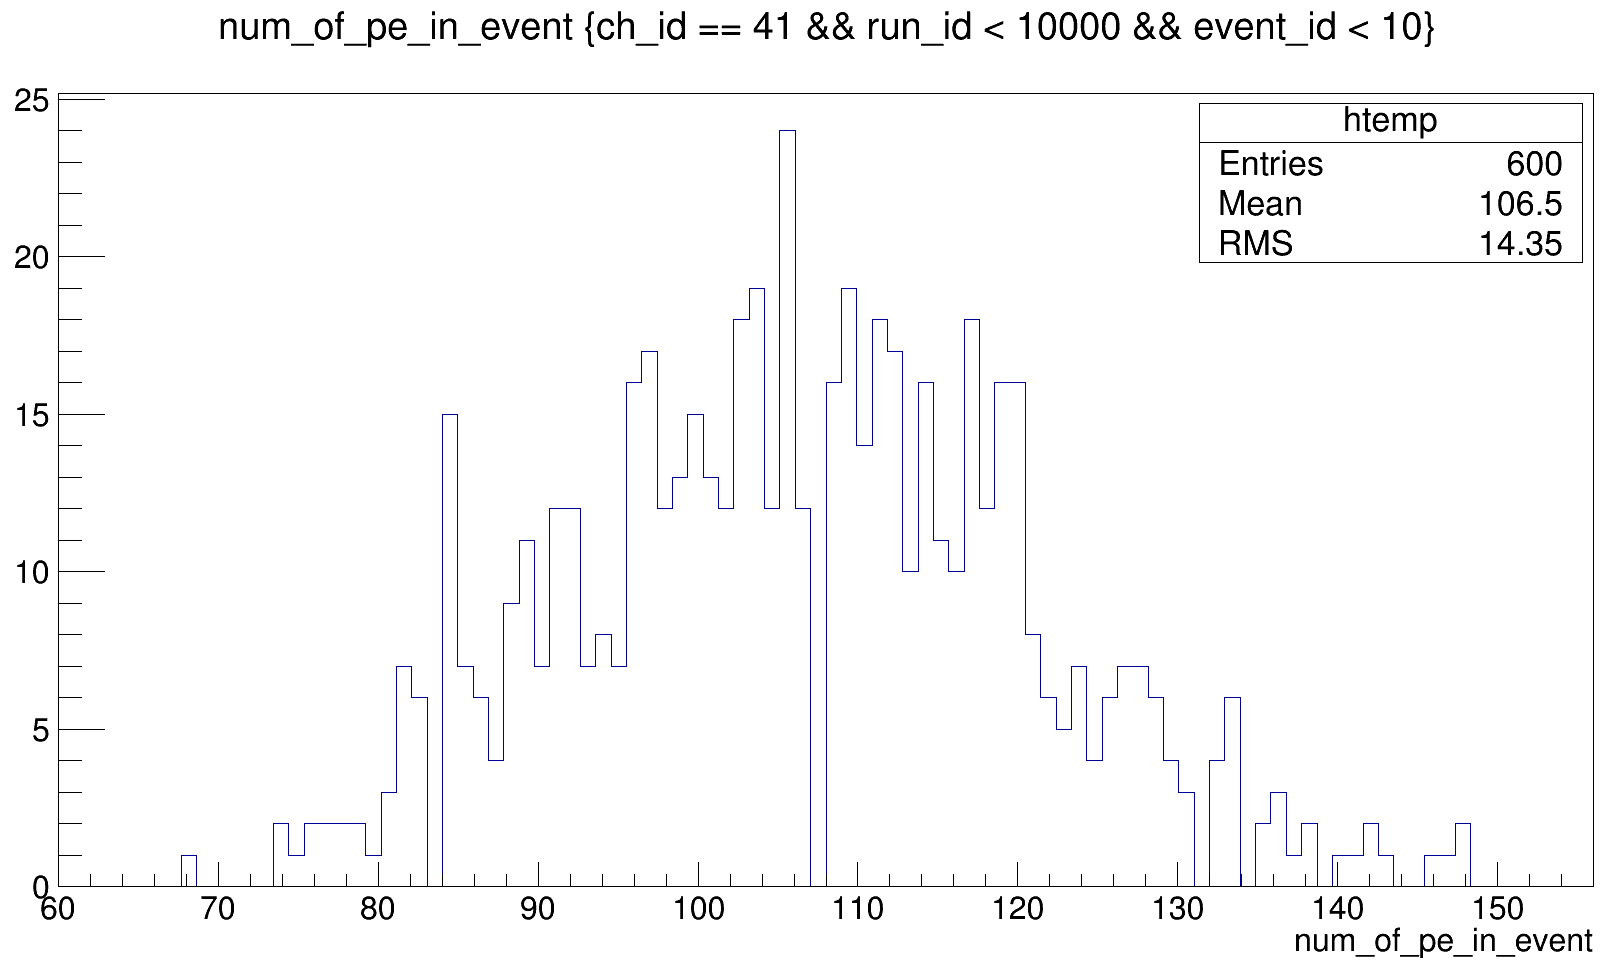 num_of_pe_in_event {ch_id == 41 && run_id < 10000 && event_id < 10}
htemp
Entries 600
Mean 106.5
RMS 14.35
25
20
15
10
5
0
60 70 80 90 100 110 120 130 140 150
num_of_pe_in_event